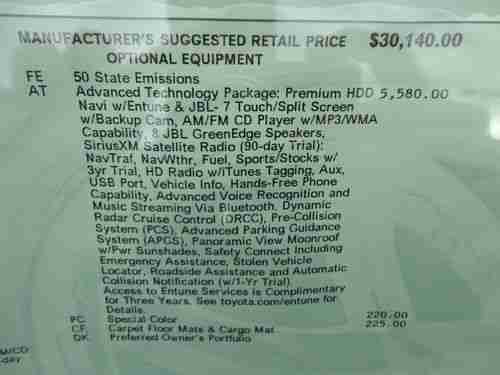 MANUFACTURER'S SUGGESTED RETAIL PRICE $30,140.00
OPTIONAL EQUIPMENT
FE 50 State Emissions
AT Advanced Technology Package: Premium HDD 5,580.00
Navi w/Entune & JBL- 7 Touch/Split Screen
w/Backup Cam, AM/FM CD Player w/MP3/WMA
Capability, 8 JBL GreenEdge Speakers,
SiriusXM Satellite Radio (90-day Trial):
NavTraf, NavWthr, Fuel, Sports/Stocks w/
3yr Trial, HD Radio w/iTunes Tagging, Aux,
USB Port, Vehicle Info, Hands-Free Phone
Capability, Advanced Voice Recognition and
Music Streaming Via Bluetooth, Dynamic
Radar Cruise Control (DRCC), Pre-Collision
System (PCS), Advanced Parking Guidance
System (APGS), Panoramic View Moonroof
w/Pwr Sunshades, Safety Connect Including
Emergency Assistance, Stolen Vehicle
Locator, Roadside Assistance and Automatic
Collision Notification (w/1-Yr Trial).
Access to Entune Services is Complimentary
for Three Years. See toyota.com/entune for
Details.
PC Special Color 220.00
CF Carpet Floor Mats & Cargo Mat 225.00
DK Preferred Owner's Portfolio
M/CD
-day